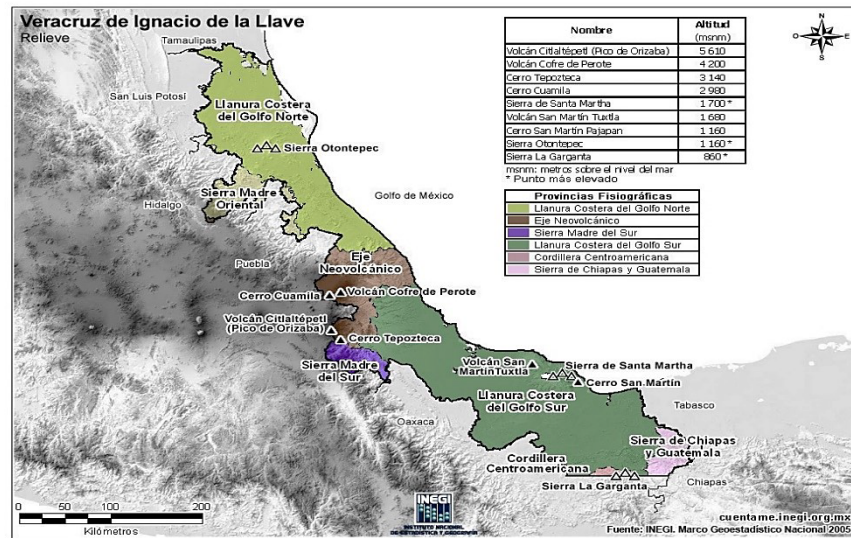 Veracruz de Ignacio de la Llave
Relieve
Tamaulipas
San Luis Potosí
Llanura Costera
del Golfo Norte
Sierra Otontepec
Sierra Madre
Oriental
Hidalgo
Golfo de México
Puebla
Eje
Neovolcánico
Volcán Cofre de Perote
Cerro Cuamila
Volcán Citlaltépetl
(Pico de Orizaba)
Cerro Tepozteca
Sierra Madre
del Sur
Volcán San
Martín Tuxtla
Sierra de Santa Martha
Cerro San Martín
Llanura Costera
del Golfo Sur
Tabasco
Oaxaca
Sierra de Chiapas
y Guatemala
Cordillera
Centroamericana
Sierra La Garganta
Chiapas
Nombre Altitud (msnm)
Volcán Citlaltépetl (Pico de Orizaba) 5 610
Volcán Cofre de Perote 4 200
Cerro Tepozteca 3 140
Cerro Cuamila 2 980
Sierra de Santa Martha 1 700 *
Volcán San Martín Tuxtla 1 680
Cerro San Martín Pajapan 1 160
Sierra Otontepec 1 160 *
Sierra La Garganta 860 *
msnm: metros sobre el nivel del mar
* Punto más elevado
Provincias Fisiográficas
Llanura Costera del Golfo Norte
Eje Neovolcánico
Sierra Madre del Sur
Llanura Costera del Golfo Sur
Cordillera Centroamericana
Sierra de Chiapas y Guatemala
N
O E
S
0 50 100 200
Kilómetros
INEGI
INSTITUTO NACIONAL
DE ESTADÍSTICA Y GEOGRAFÍA
cuentame.inegi.org.mx
Fuente: INEGI. Marco Geoestadístico Nacional 2005